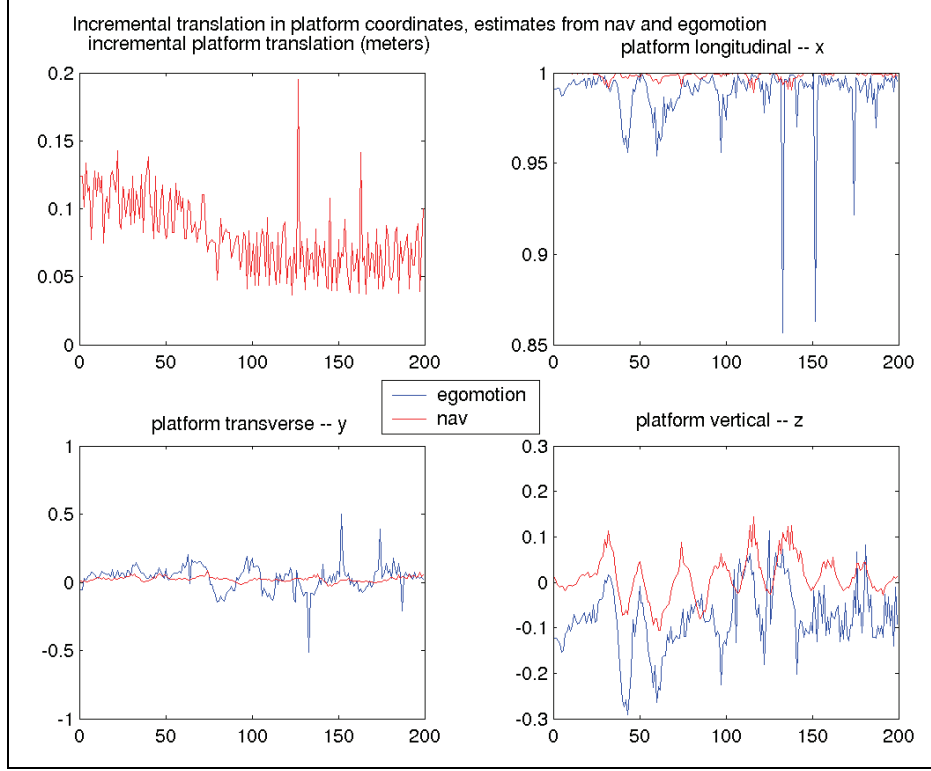 Incremental translation in platform coordinates, estimates from nav and egomotion
incremental platform translation (meters)
platform longitudinal -- x
0.2
0.15
0.1
0.05
0
0 50 100 150 200
1
0.95
0.9
0.85
0 50 100 150 200
egomotion
nav
platform transverse -- y
platform vertical -- z
1
0.5
0
-0.5
-1
0 50 100 150 200
0.3
0.2
0.1
0
-0.1
-0.2
-0.3
0 50 100 150 200